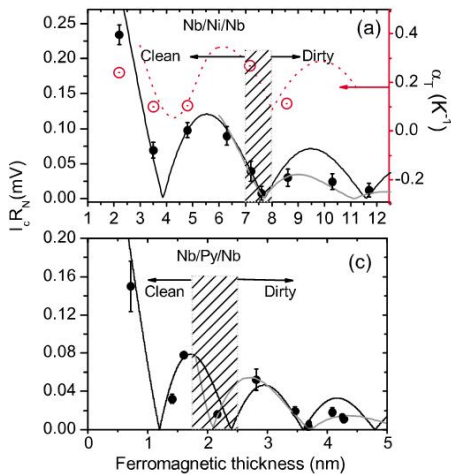 Nb/Ni/Nb
(a)
Clean
Dirty
0.25
0.20
0.15
0.10
0.05
0.00
0.4
0.2
0.0
-0.2
α_T (K⁻¹)
1 2 3 4 5 6 7 8 9 10 11 12
I_cR_N(mV)
Nb/Py/Nb
(c)
Clean
Dirty
0.20
0.16
0.12
0.08
0.04
0.00
0 1 2 3 4 5
Ferromagnetic thickness (nm)